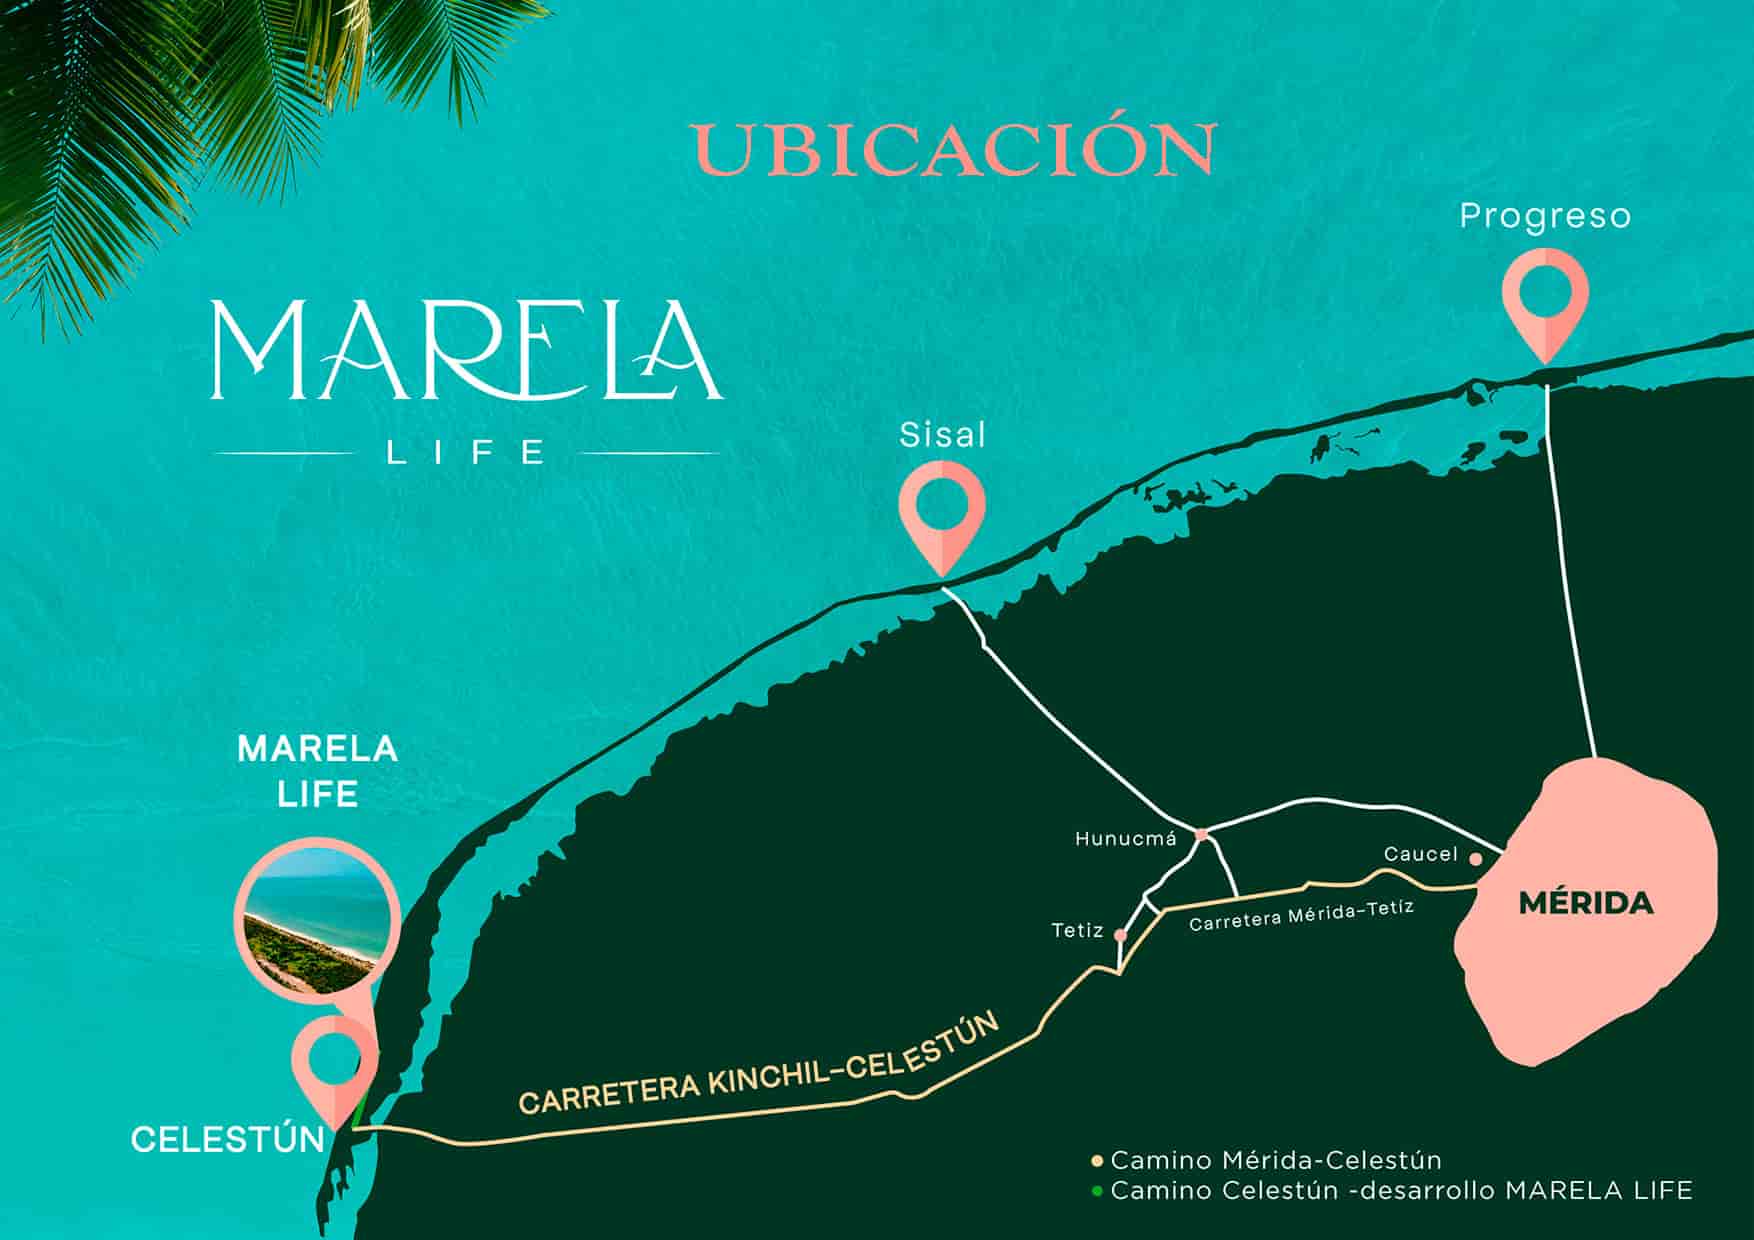 UBICACIÓN
Progreso
MARELA
LIFE
Sisal
MARELA
LIFE
Hunucmá
Caucel
MÉRIDA
Carretera Mérida-Tetíz
Tetiz
CARRETERA KINCHIL-CELESTÚN
CELESTÚN
Camino Mérida-Celestún
Camino Celestún -desarrollo MARELA LIFE